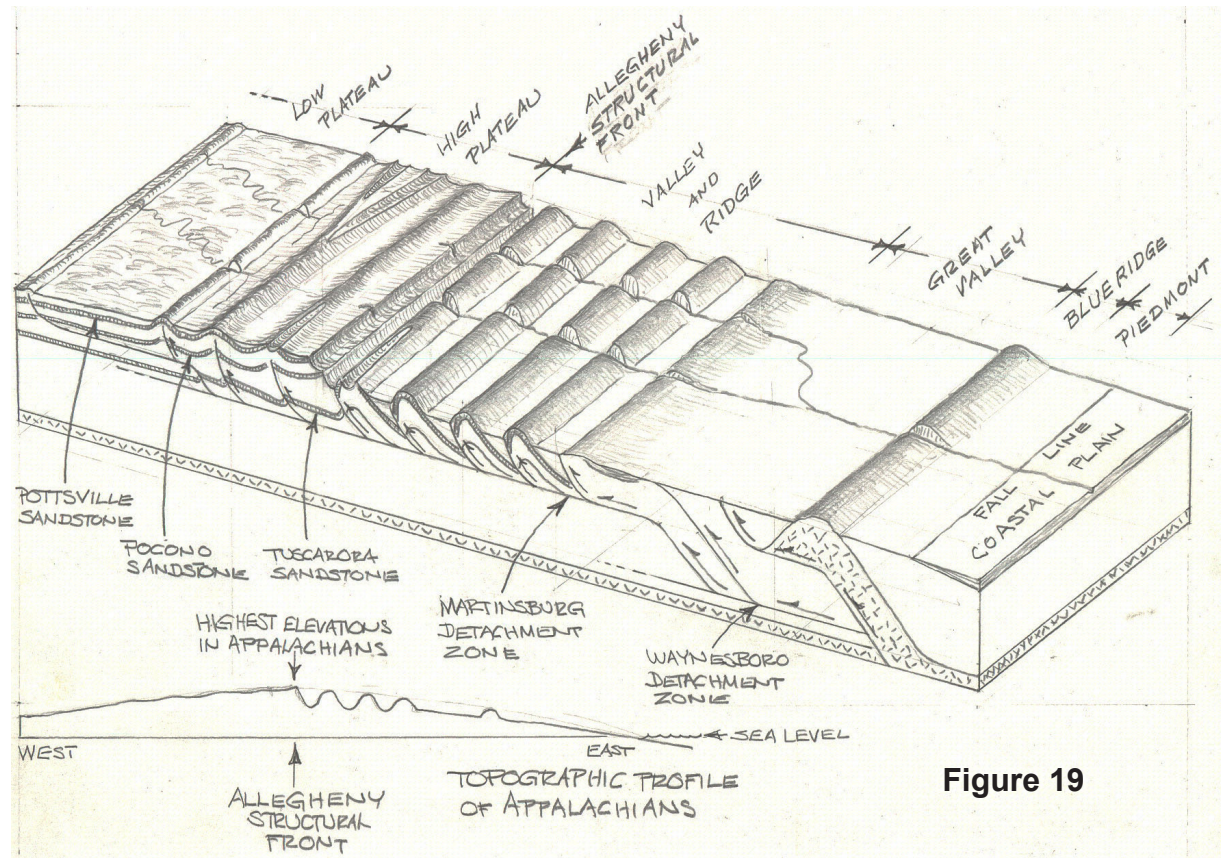 LOW
PLATEAU
HIGH
PLATEAU
ALLEGHENY
STRUCTURAL
FRONT
VALLEY
AND
RIDGE
GREAT
VALLEY
BLUE RIDGE
PIEDMONT
FALL LINE
COASTAL PLAIN
POTTSVILLE
SANDSTONE
POCONO
SANDSTONE
TUSCARORA
SANDSTONE
MARTINSBURG
DETACHMENT
ZONE
WAYNESBORO
DETACHMENT
ZONE
HIGHEST ELEVATIONS
IN APPALACHIANS
WEST
EAST
SEA LEVEL
ALLEGHENY
STRUCTURAL
FRONT
TOPOGRAPHIC PROFILE
OF APPALACHIANS
Figure 19